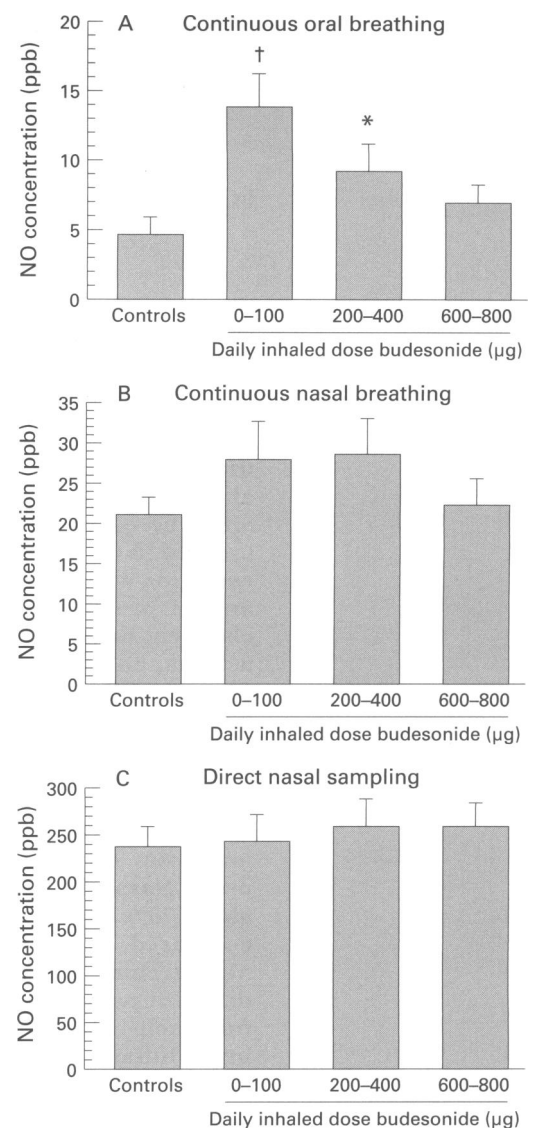 A Continuous oral breathing
NO concentration (ppb)
20
15
10
5
0
†
*
Controls 0–100 200–400 600–800
Daily inhaled dose budesonide (µg)
B Continuous nasal breathing
NO concentration (ppb)
35
30
25
20
15
10
5
0
Controls 0–100 200–400 600–800
Daily inhaled dose budesonide (µg)
C Direct nasal sampling
NO concentration (ppb)
300
250
200
150
100
50
0
Controls 0–100 200–400 600–800
Daily inhaled dose budesonide (µg)